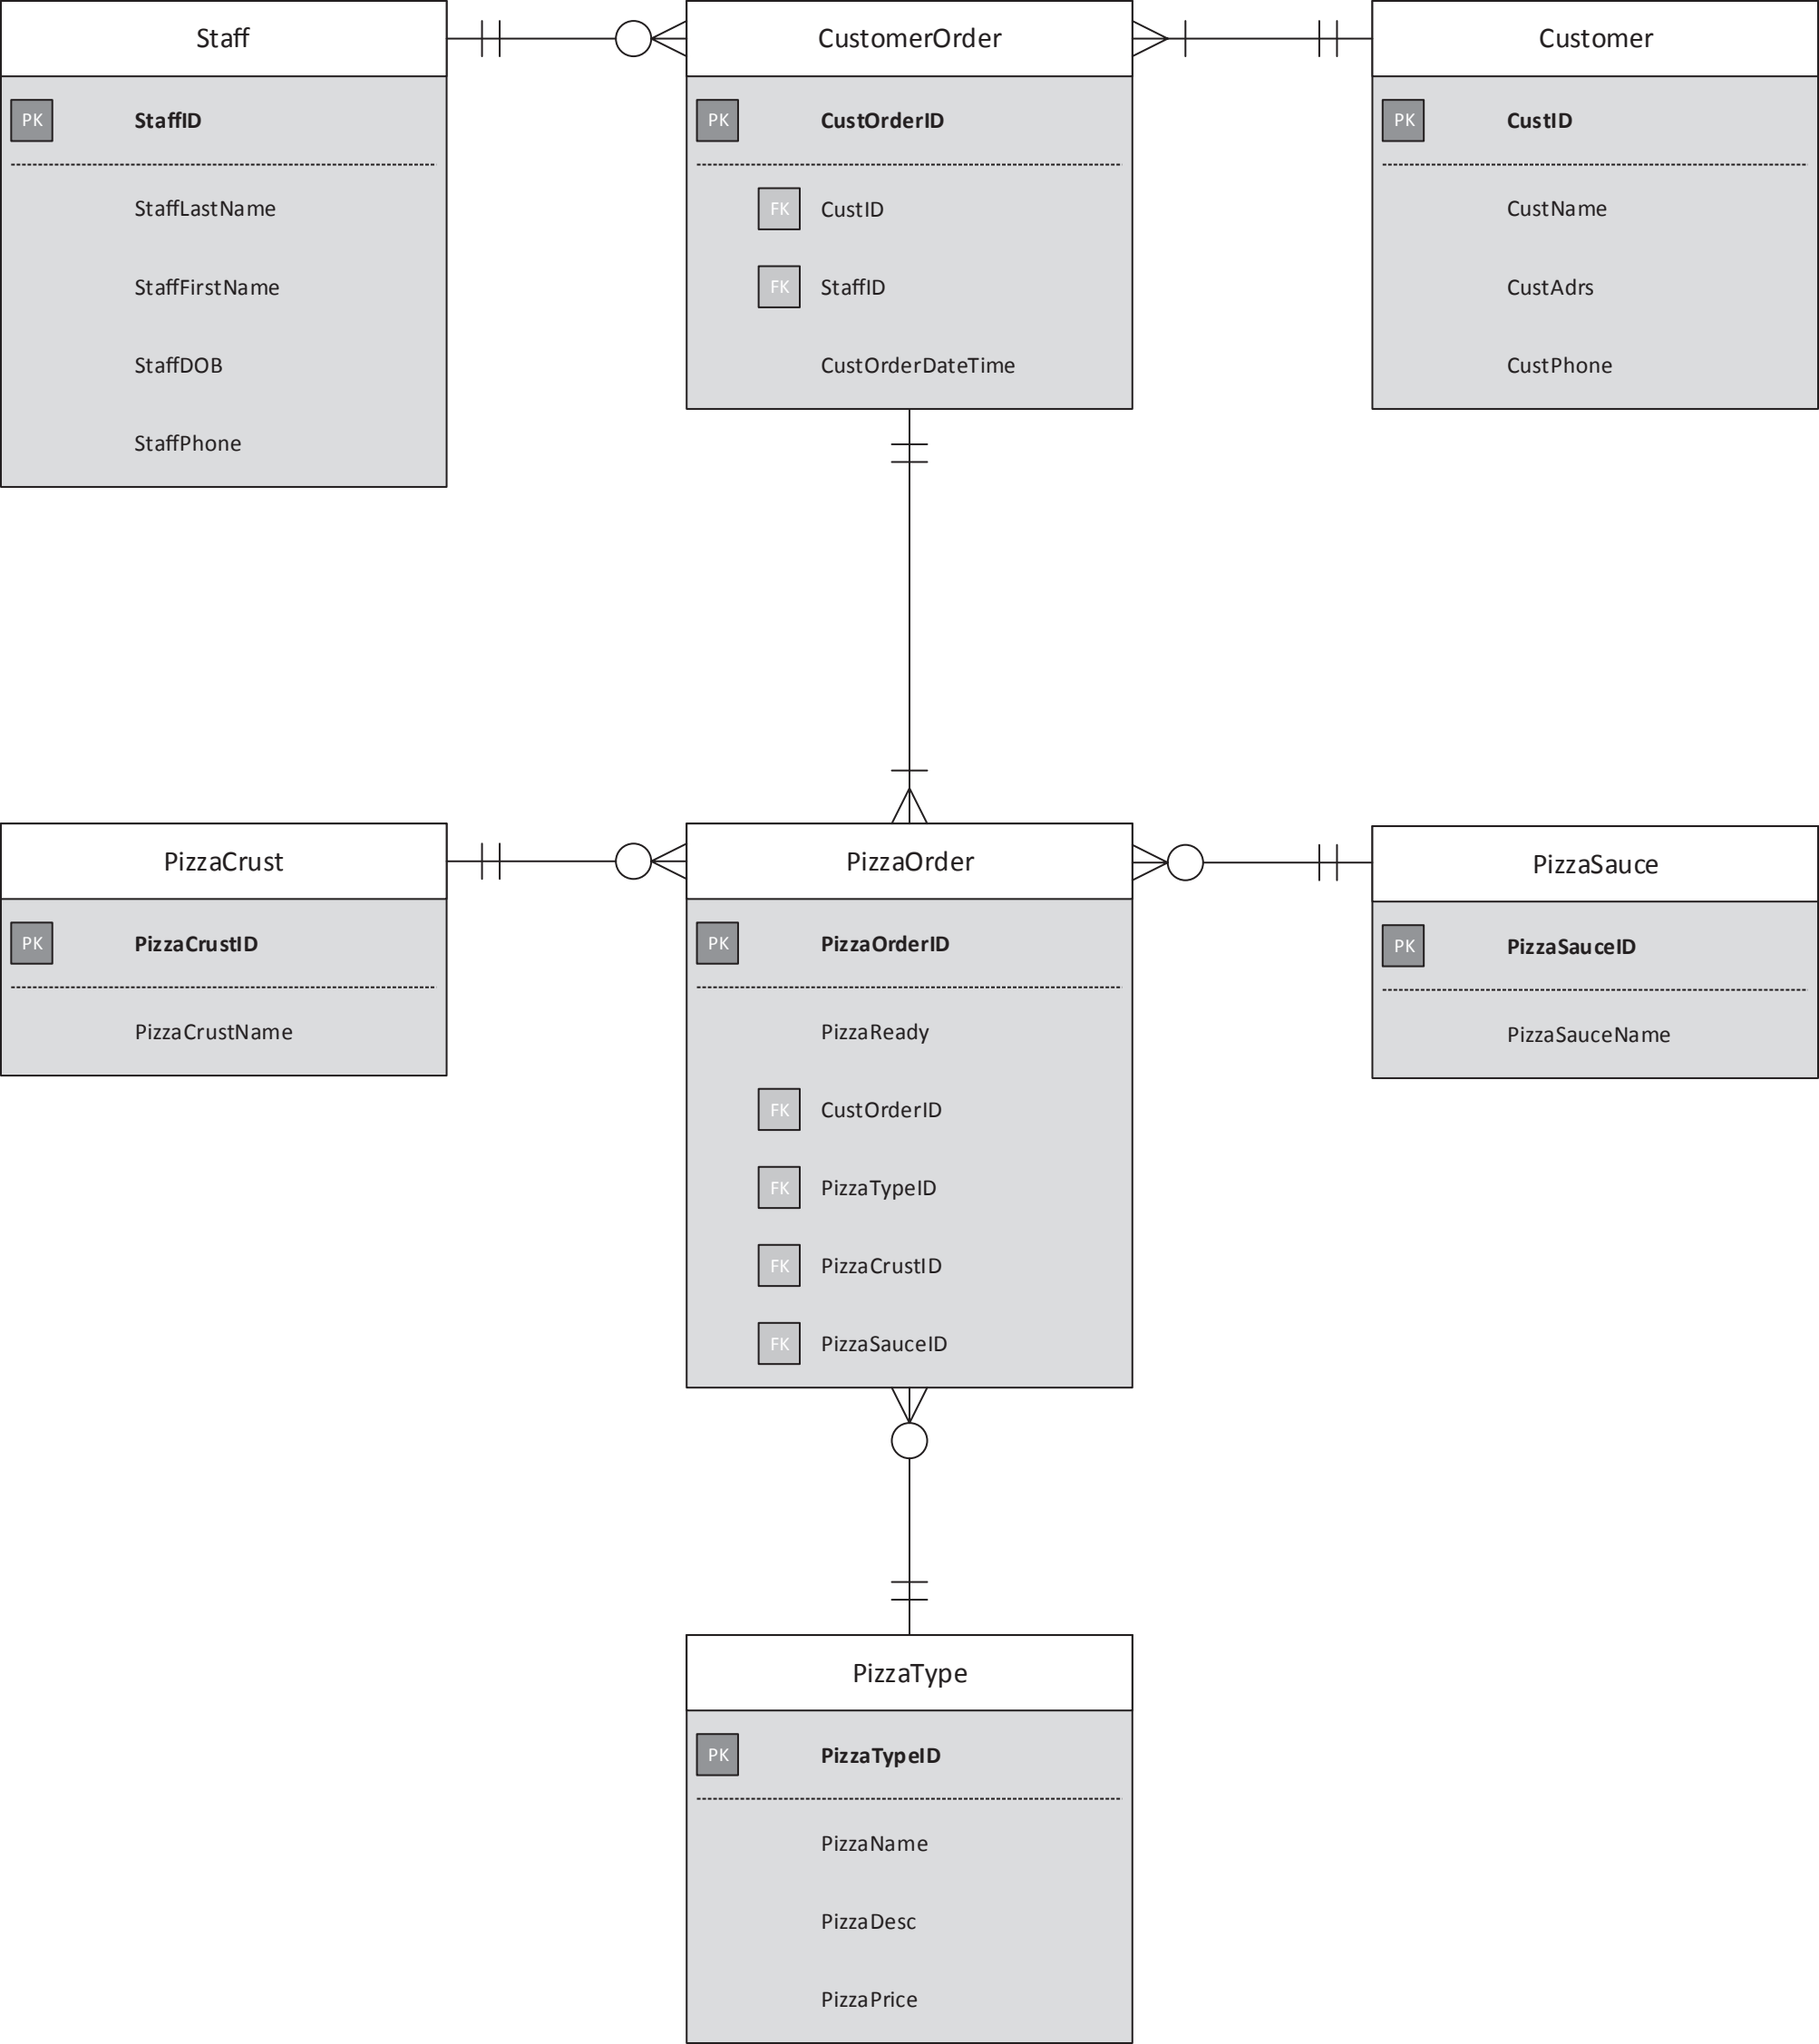 Staff
PK StaffID
StaffLastName
StaffFirstName
StaffDOB
StaffPhone
CustomerOrder
PK CustOrderID
FK CustID
FK StaffID
CustOrderDateTime
Customer
PK CustID
CustName
CustAdrs
CustPhone
PizzaCrust
PK PizzaCrustID
PizzaCrustName
PizzaOrder
PK PizzaOrderID
PizzaReady
FK CustOrderID
FK PizzaTypeID
FK PizzaCrustID
FK PizzaSauceID
PizzaSauce
PK PizzaSauceID
PizzaSauceName
PizzaType
PK PizzaTypeID
PizzaName
PizzaDesc
PizzaPrice